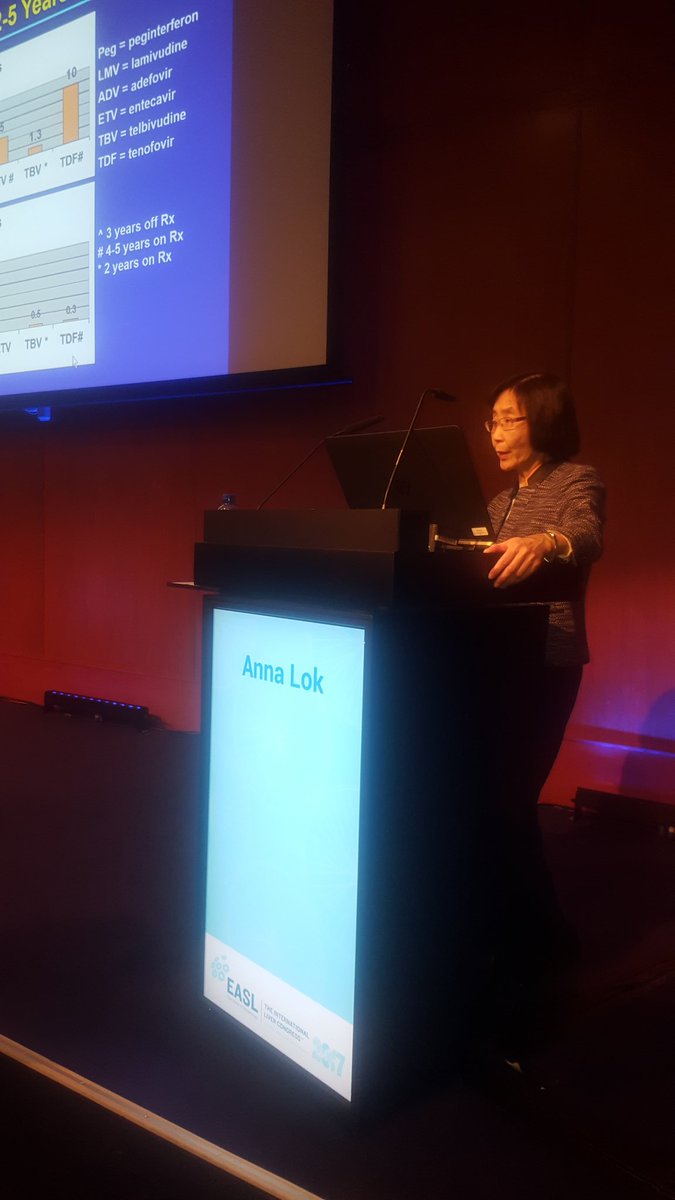 2-5 Years
Peg = peginterferon
LMV = lamivudine
ADV = adefovir
ETV = entecavir
TBV = telbivudine
TDF = tenofovir
10
1.3
TBV * TDF#
^ 3 years off Rx
# 4-5 years on Rx
* 2 years on Rx
0.5 0.3
TBV * TDF#
Anna Lok
EASL
THE INTERNATIONAL
LIVER CONGRESS™
2017